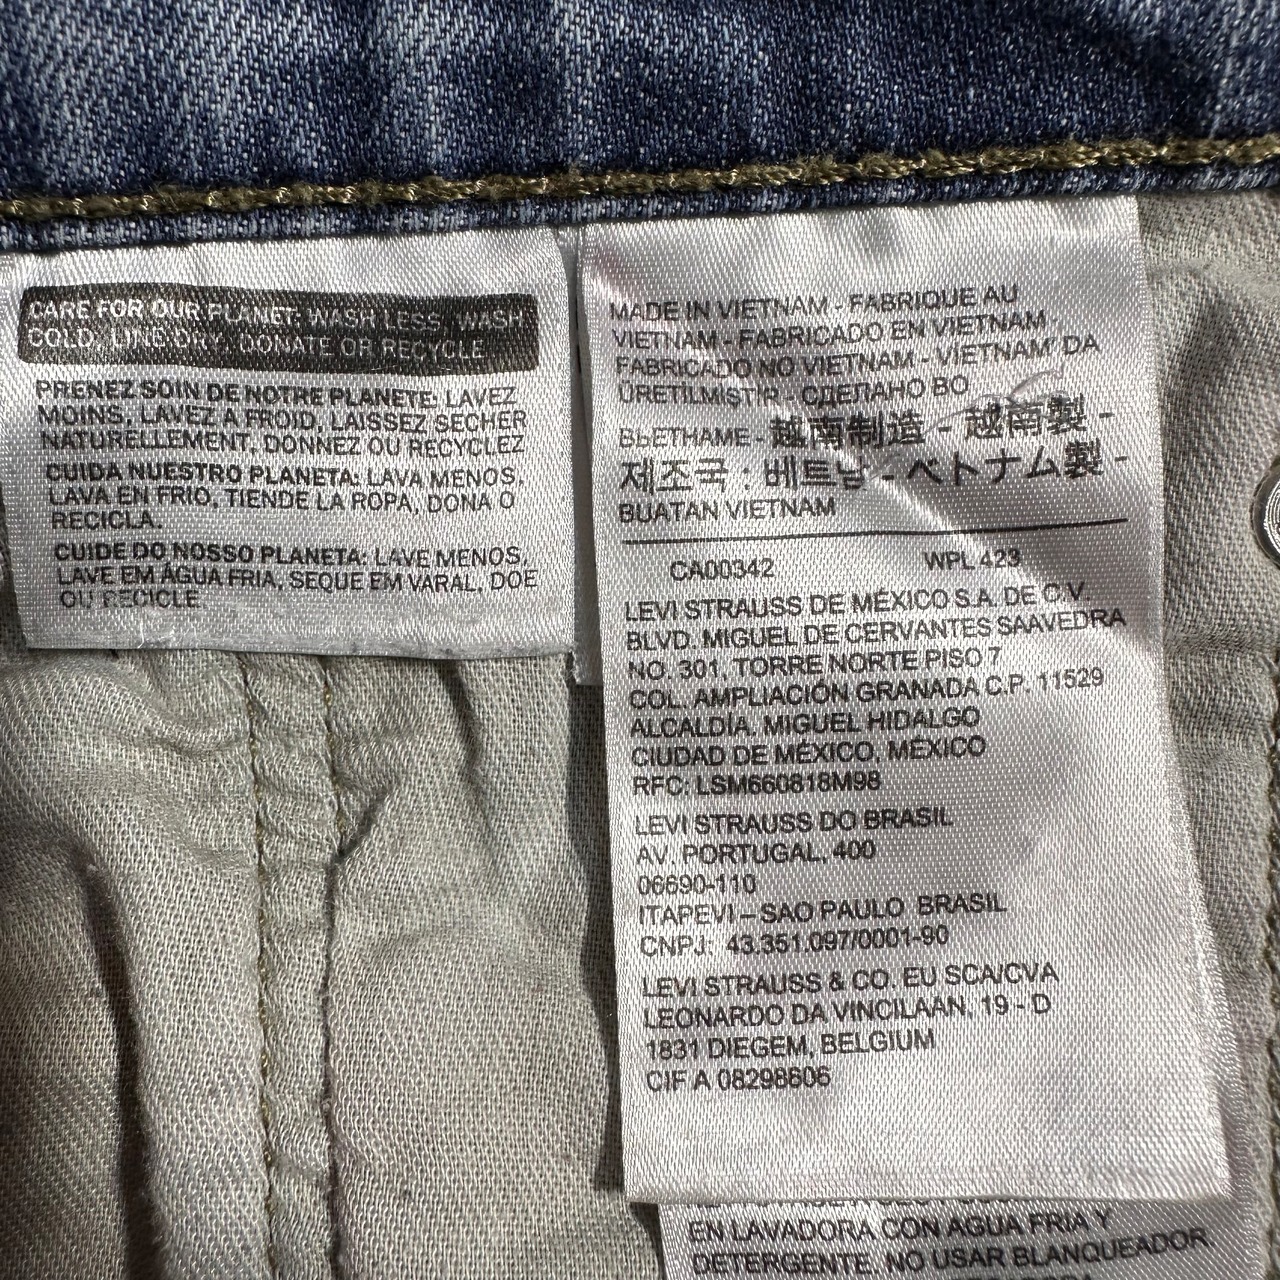 CARE FOR OUR PLANET: WASH LESS, WASH
COLD, LINE DRY, DONATE OR RECYCLE
PRENEZ SOIN DE NOTRE PLANETE: LAVEZ
MOINS, LAVEZ A FROID, LAISSEZ SECHER
NATURELLEMENT, DONNEZ OU RECYCLEZ
CUIDA NUESTRO PLANETA: LAVA MENOS,
LAVA EN FRIO, TIENDE LA ROPA, DONA O
RECICLA.
CUIDE DO NOSSO PLANETA: LAVE MENOS,
LAVE EM ÁGUA FRIA, SEQUE EM VARAL, DOE
OU RECICLE
MADE IN VIETNAM - FABRIQUE AU
VIETNAM - FABRICADO EN VIETNAM -
FABRICADO NO VIETNAM - VIETNAM' DA
ÜRETİLMİŞTİR - СДЕЛАНО ВО
ВЬЕТНАМЕ - 越南制造 - 越南製 -
제조국 : 베트남 - ベトナム製 -
BUATAN VIETNAM
CA00342 WPL 423
LEVI STRAUSS DE MÉXICO S.A. DE C.V
BLVD. MIGUEL DE CERVANTES SAAVEDRA
NO. 301, TORRE NORTE PISO 7
COL. AMPLIACIÓN GRANADA C.P. 11529
ALCALDÍA. MIGUEL HIDALGO
CIUDAD DE MÉXICO, MÉXICO
RFC: LSM660818M98
LEVI STRAUSS DO BRASIL
AV. PORTUGAL, 400
06690-110
ITAPEVI – SAO PAULO BRASIL
CNPJ: 43.351.097/0001-90
LEVI STRAUSS & CO. EU SCA/CVA
LEONARDO DA VINCILAAN, 19 - D
1831 DIEGEM, BELGIUM
CIF A 08298606
EN LAVADORA CON AGUA FRIA Y
DETERGENTE. NO USAR BLANQUEADOR